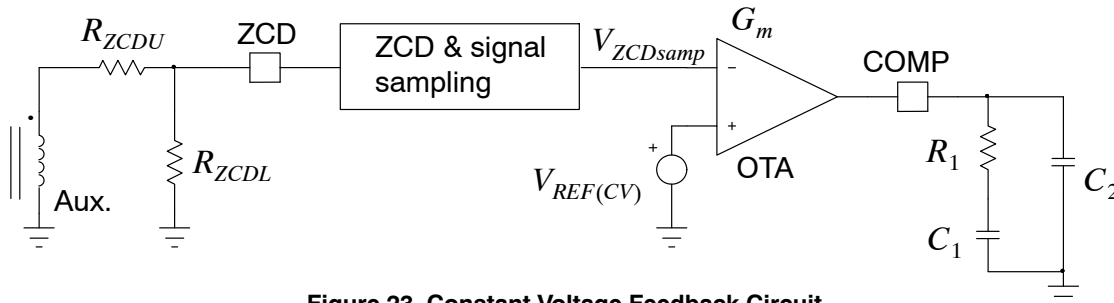 R_ZCDU
ZCD
ZCD & signal
sampling
V_ZCDsamp
G_m
COMP
−
+
OTA
R_ZCDL
Aux.
+
V_REF(CV)
R_1
C_1
C_2
Figure 23. Constant Voltage Feedback Circuit